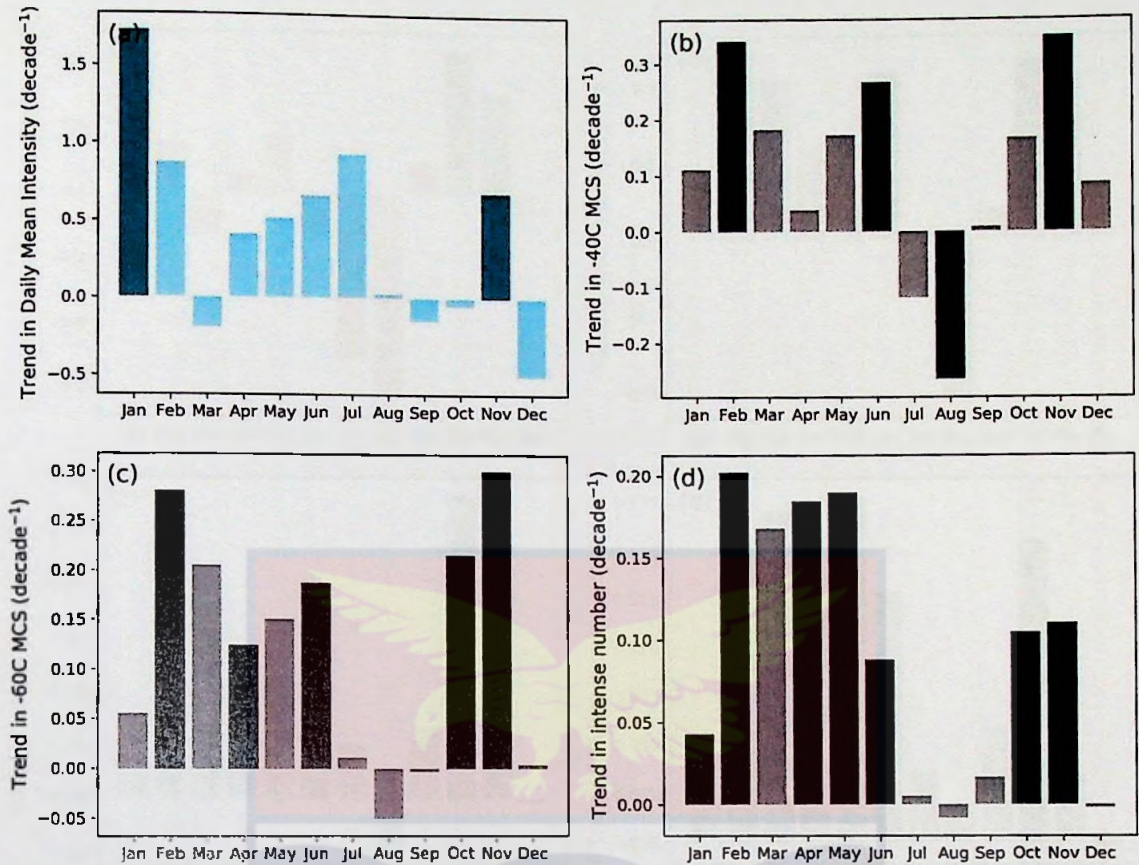 (a)
Trend in Daily Mean Intensity (decade⁻¹)
1.5
1.0
0.5
0.0
−0.5
Jan Feb Mar Apr May Jun Jul Aug Sep Oct Nov Dec
(b)
Trend in -40C MCS (decade⁻¹)
0.3
0.2
0.1
0.0
−0.1
−0.2
Jan Feb Mar Apr May Jun Jul Aug Sep Oct Nov Dec
(c)
Trend in -60C MCS (decade⁻¹)
0.30
0.25
0.20
0.15
0.10
0.05
0.00
−0.05
Jan Feb Mar Apr May Jun Jul Aug Sep Oct Nov Dec
(d)
Trend in intense number (decade⁻¹)
0.20
0.15
0.10
0.05
0.00
Jan Feb Mar Apr May Jun Jul Aug Sep Oct Nov Dec